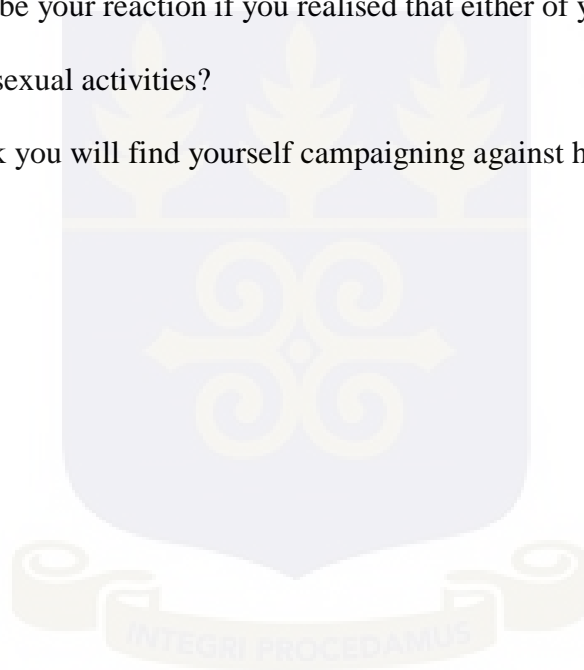 be your reaction if you realised that either of
sexual activities?
you will find yourself campaigning against
INTEGRI PROCEDAMUS